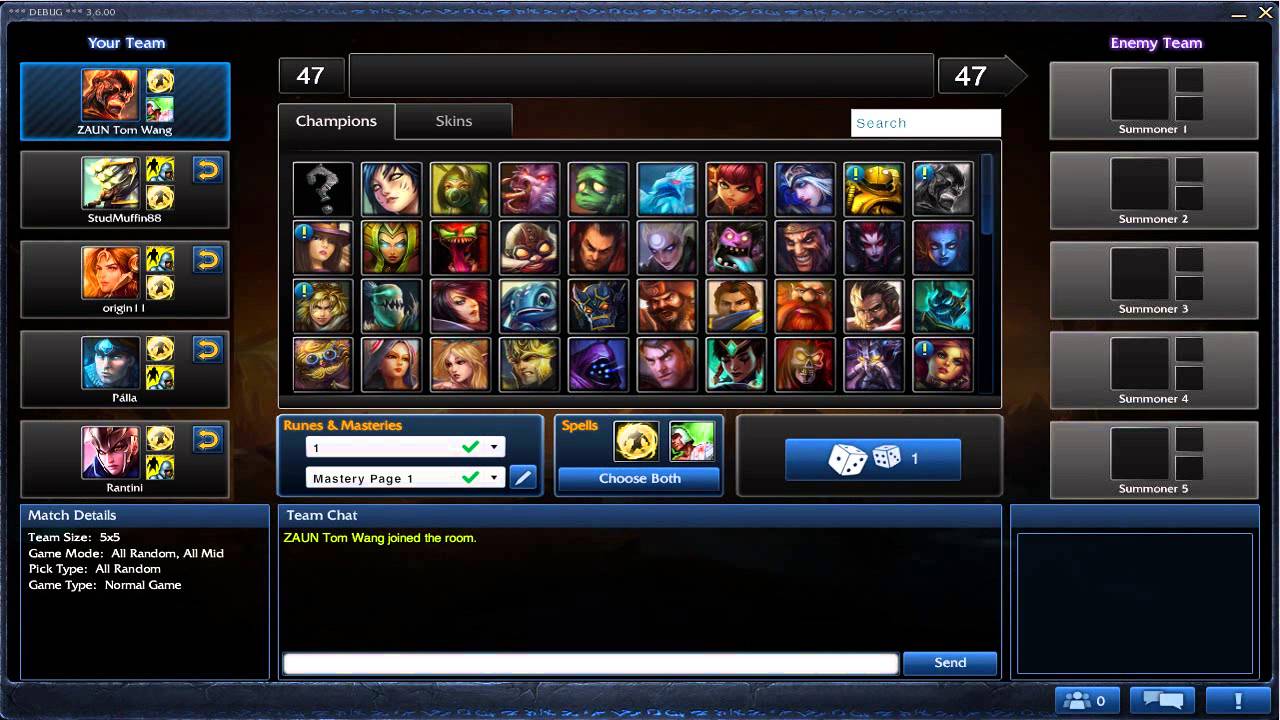 *** DEBUG *** 3.6.00
Your Team
Enemy Team
47
47
ZAUN Tom Wang
StudMuffin88
origin11
Pálla
Rantini
Champions
Skins
Search
Summoner 1
Summoner 2
Summoner 3
Summoner 4
Summoner 5
Runes & Masteries
1
Mastery Page 1
Spells
Choose Both
1
Match Details
Team Size: 5x5
Game Mode: All Random, All Mid
Pick Type: All Random
Game Type: Normal Game
Team Chat
ZAUN Tom Wang joined the room.
Send
0